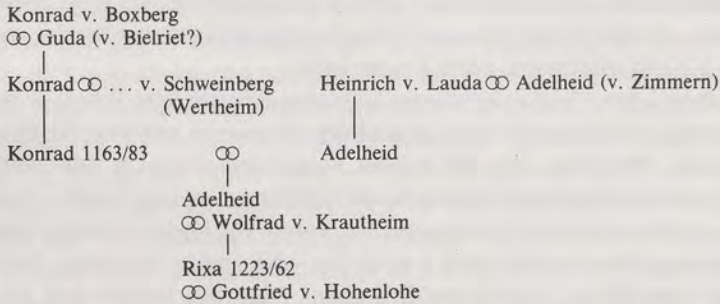 Konrad v. Boxberg
⚭ Guda (v. Bielriet?)
Konrad ⚭ ... v. Schweinberg Heinrich v. Lauda ⚭ Adelheid (v. Zimmern)
(Wertheim)
Konrad 1163/83 ⚭ Adelheid
Adelheid
⚭ Wolfrad v. Krautheim
Rixa 1223/62
⚭ Gottfried v. Hohenlohe